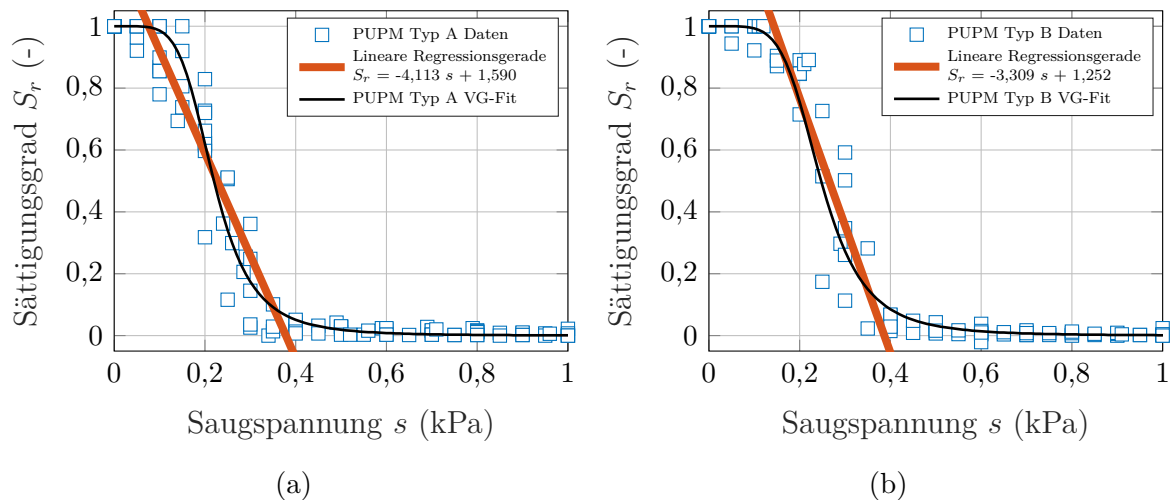 PUPM Typ A Daten
Lineare Regressionsgerade
S_r = -4,113 s + 1,590
PUPM Typ A VG-Fit
Sättigungsgrad S_r (-)
1
0,8
0,6
0,4
0,2
0
0 0,2 0,4 0,6 0,8 1
Saugspannung s (kPa)
(a)
PUPM Typ B Daten
Lineare Regressionsgerade
S_r = -3,309 s + 1,252
PUPM Typ B VG-Fit
Sättigungsgrad S_r (-)
1
0,8
0,6
0,4
0,2
0
0 0,2 0,4 0,6 0,8 1
Saugspannung s (kPa)
(b)